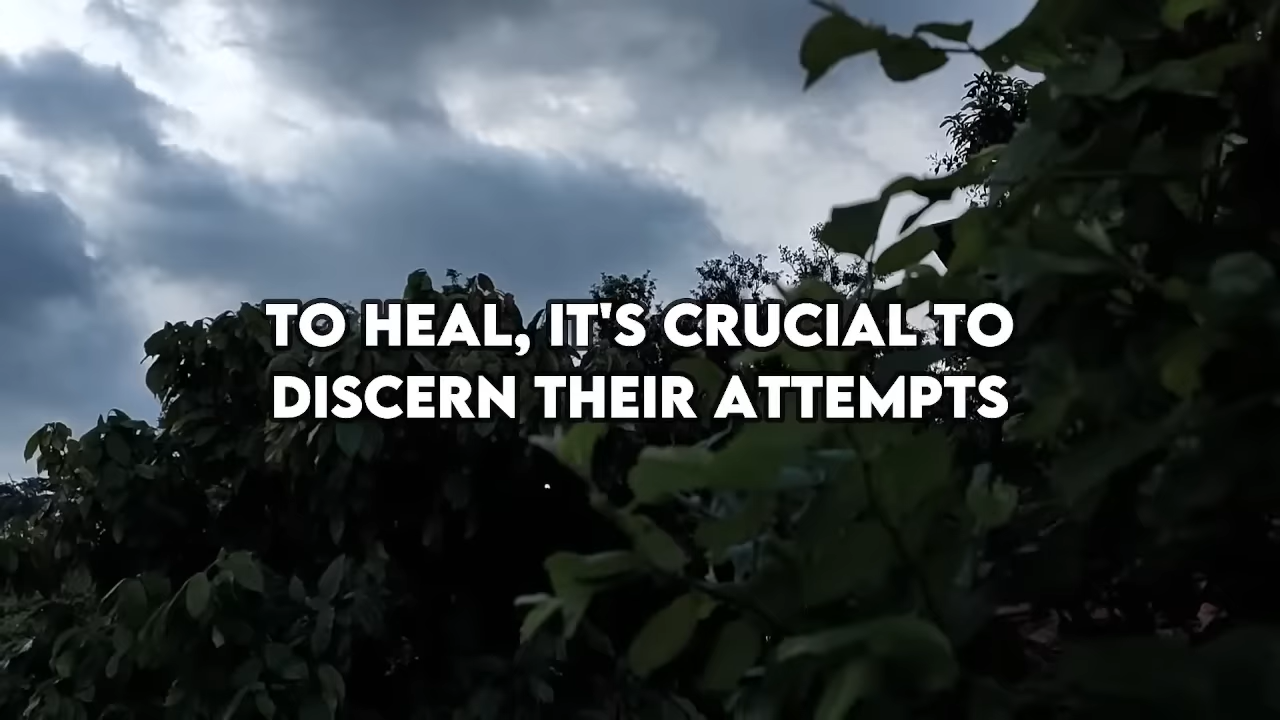 TO HEAL, IT'S CRUCIAL TO
DISCERN THEIR ATTEMPTS